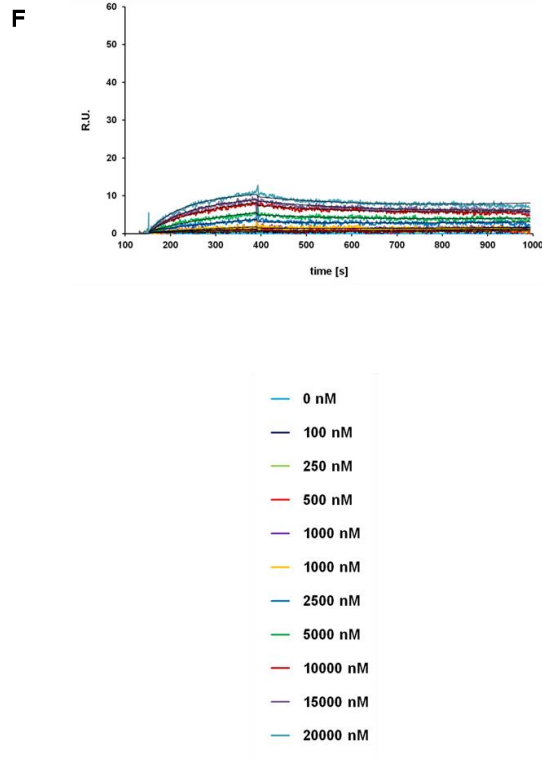 F
60
50
40
30
20
10
0
R.U.
100 200 300 400 500 600 700 800 900 1000
time [s]
0 nM
100 nM
250 nM
500 nM
1000 nM
1000 nM
2500 nM
5000 nM
10000 nM
15000 nM
20000 nM